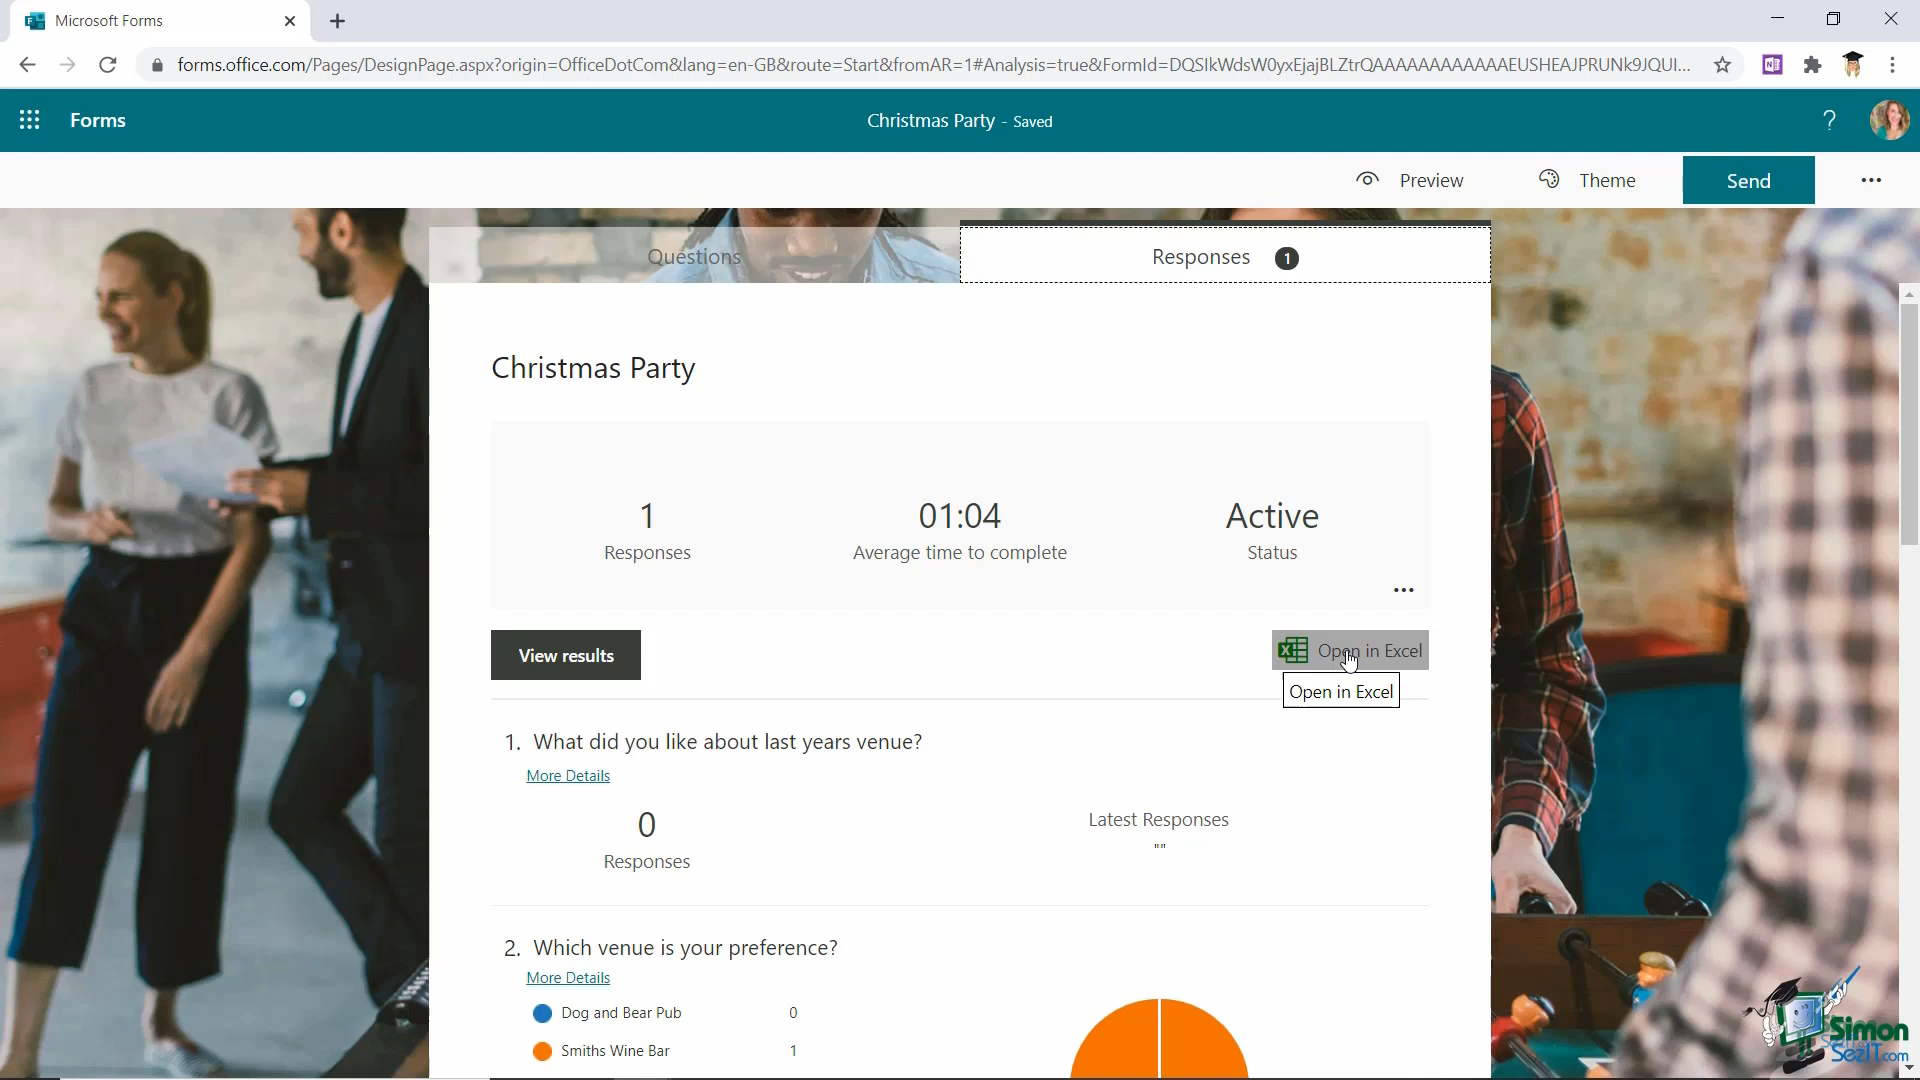 Microsoft Forms
forms.office.com/Pages/DesignPage.aspx?origin=OfficeDotCom&lang=en-GB&route=Start&fromAR=1#Analysis=true&FormId=DQSIkWdsW0yxEjajBLZtrQAAAAAAAAAAAAEUSHEAJPRUNk9JQUl...
Forms
Christmas Party - Saved
?
Preview
Theme
Send
Questions
Responses 1
Christmas Party
1
Responses
01:04
Average time to complete
Active
Status
View results
Open in Excel
Open in Excel
1. What did you like about last years venue?
More Details
0
Responses
Latest Responses
""
2. Which venue is your preference?
More Details
Dog and Bear Pub 0
Smiths Wine Bar 1
Simon
SezIT.com